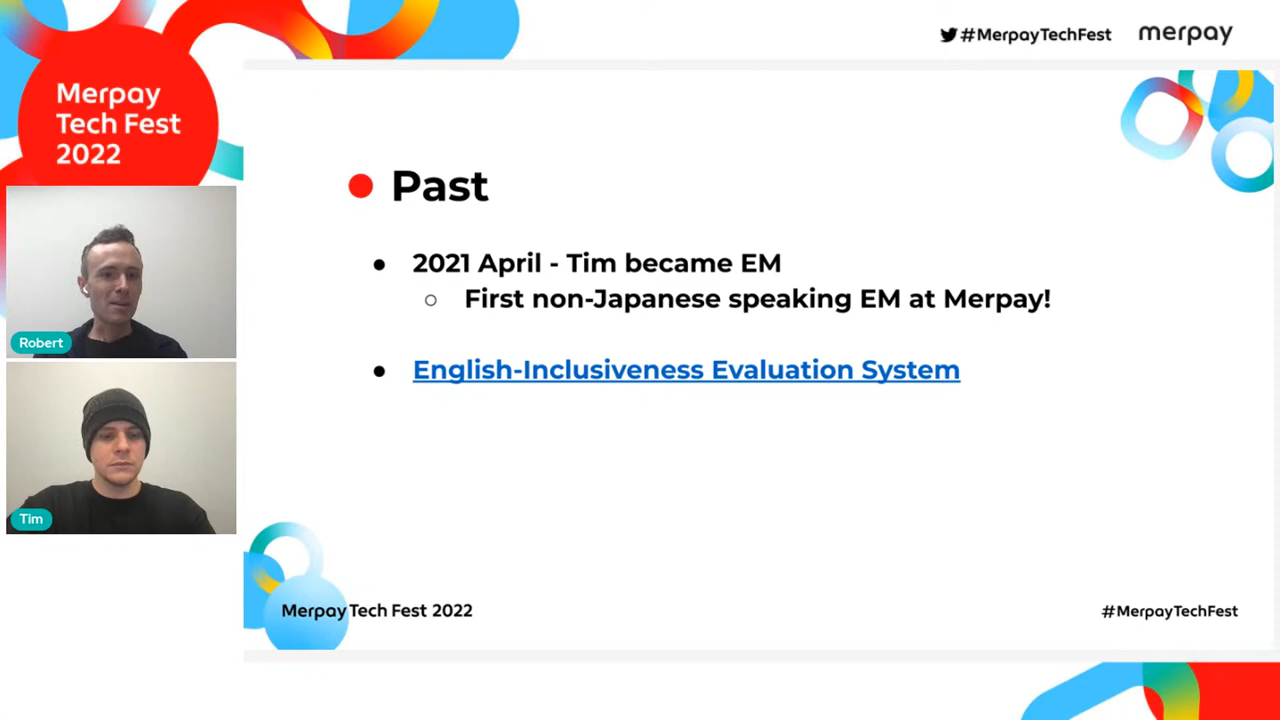 #MerpayTechFest merpay
Merpay
Tech Fest
2022
Robert
Tim
Past
2021 April - Tim became EM
First non-Japanese speaking EM at Merpay!
English-Inclusiveness Evaluation System
Merpay Tech Fest 2022
#MerpayTechFest